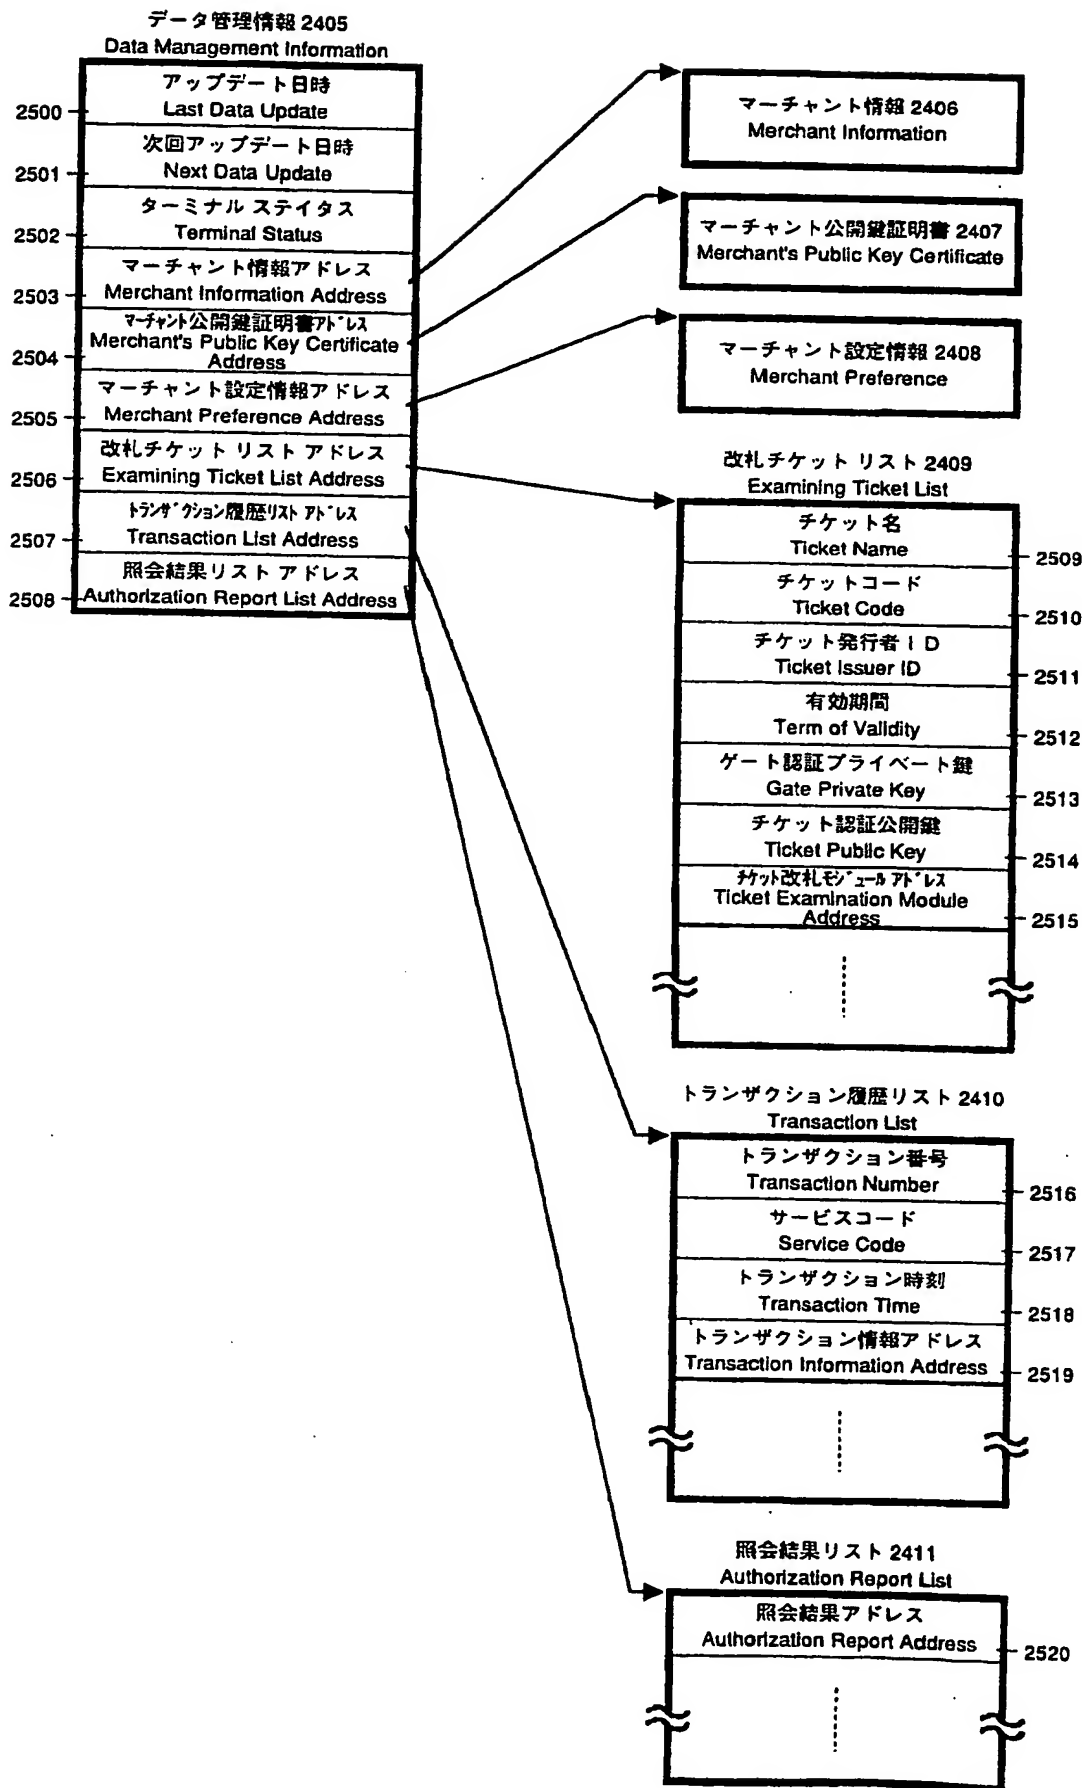 データ管理情報 2405
Data Management Information
アップデート日時
Last Data Update
2500
次回アップデート日時
Next Data Update
2501
ターミナル ステイタス
Terminal Status
2502
マーチャント情報アドレス
Merchant Information Address
2503
マーチャント公開鍵証明書アドレス
Merchant's Public Key Certificate
Address
2504
マーチャント設定情報アドレス
Merchant Preference Address
2505
改札チケット リスト アドレス
Examining Ticket List Address
2506
トランザクション履歴リスト アドレス
Transaction List Address
2507
照会結果リスト アドレス
Authorization Report List Address
2508
マーチャント情報 2406
Merchant Information
マーチャント公開鍵証明書 2407
Merchant's Public Key Certificate
マーチャント設定情報 2408
Merchant Preference
改札チケット リスト 2409
Examining Ticket List
チケット名
Ticket Name
2509
チケットコード
Ticket Code
2510
チケット発行者ID
Ticket Issuer ID
2511
有効期間
Term of Validity
2512
ゲート認証プライベート鍵
Gate Private Key
2513
チケット認証公開鍵
Ticket Public Key
2514
チケット改札モジュール アドレス
Ticket Examination Module
Address
2515
トランザクション履歴リスト 2410
Transaction List
トランザクション番号
Transaction Number
2516
サービスコード
Service Code
2517
トランザクション時刻
Transaction Time
2518
トランザクション情報アドレス
Transaction Information Address
2519
照会結果リスト 2411
Authorization Report List
照会結果アドレス
Authorization Report Address
2520